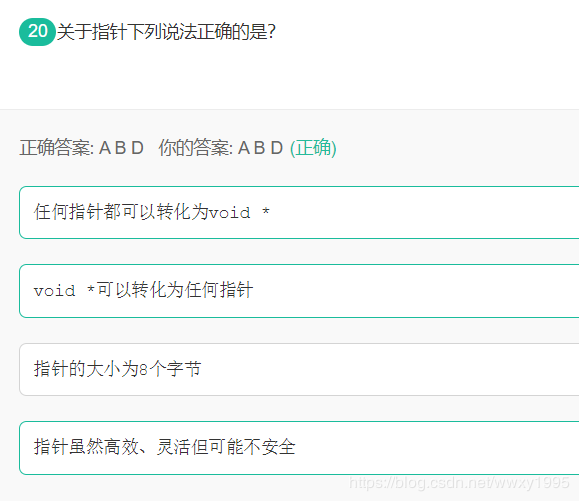 20 关于指针下列说法正确的是?
正确答案: A B D 你的答案: A B D (正确)
任何指针都可以转化为void *
void *可以转化为任何指针
指针的大小为8个字节
指针虽然高效、灵活但可能不安全
https://blog.csdn.net/wwxy1995